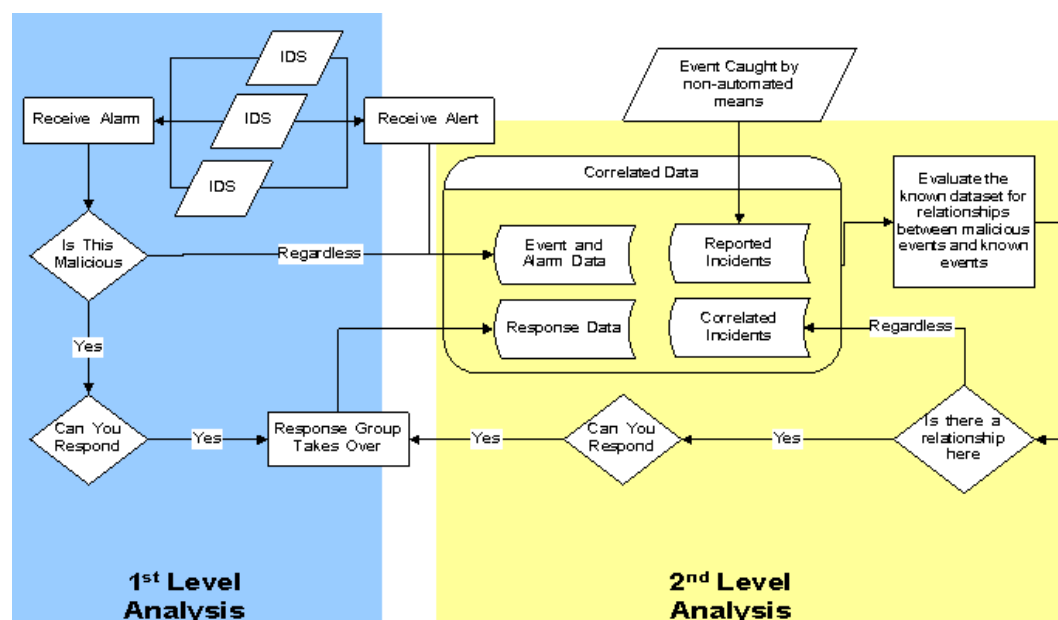 IDS
IDS
IDS
Receive Alarm
Receive Alert
Event Caught by
non-automated
means
Correlated Data
Evaluate the
known dataset for
relationships
between malicious
events and known
events
Is This
Malicious
Regardless
Event and
Alarm Data
Reported
Incidents
Response Data
Correlated
Incidents
Regardless
Yes
Can You
Respond
Yes
Response Group
Takes Over
Yes
Can You
Respond
Yes
Is there a
relationship
here
1st Level
Analysis
2nd Level
Analysis